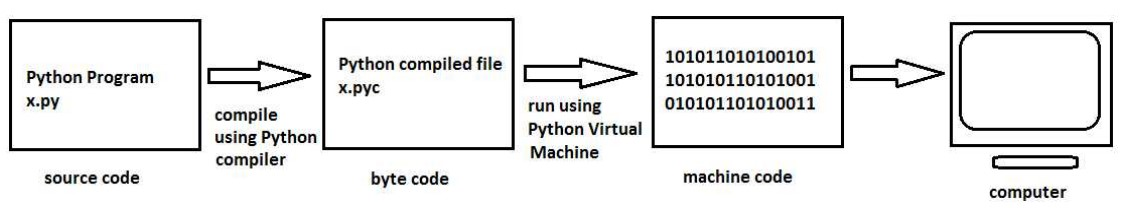 Python Program
x.py
source code
compile
using Python
compiler
Python compiled file
x.pyc
byte code
run using
Python Virtual
Machine
101011010100101
101010110101001
010101101010011
machine code
computer